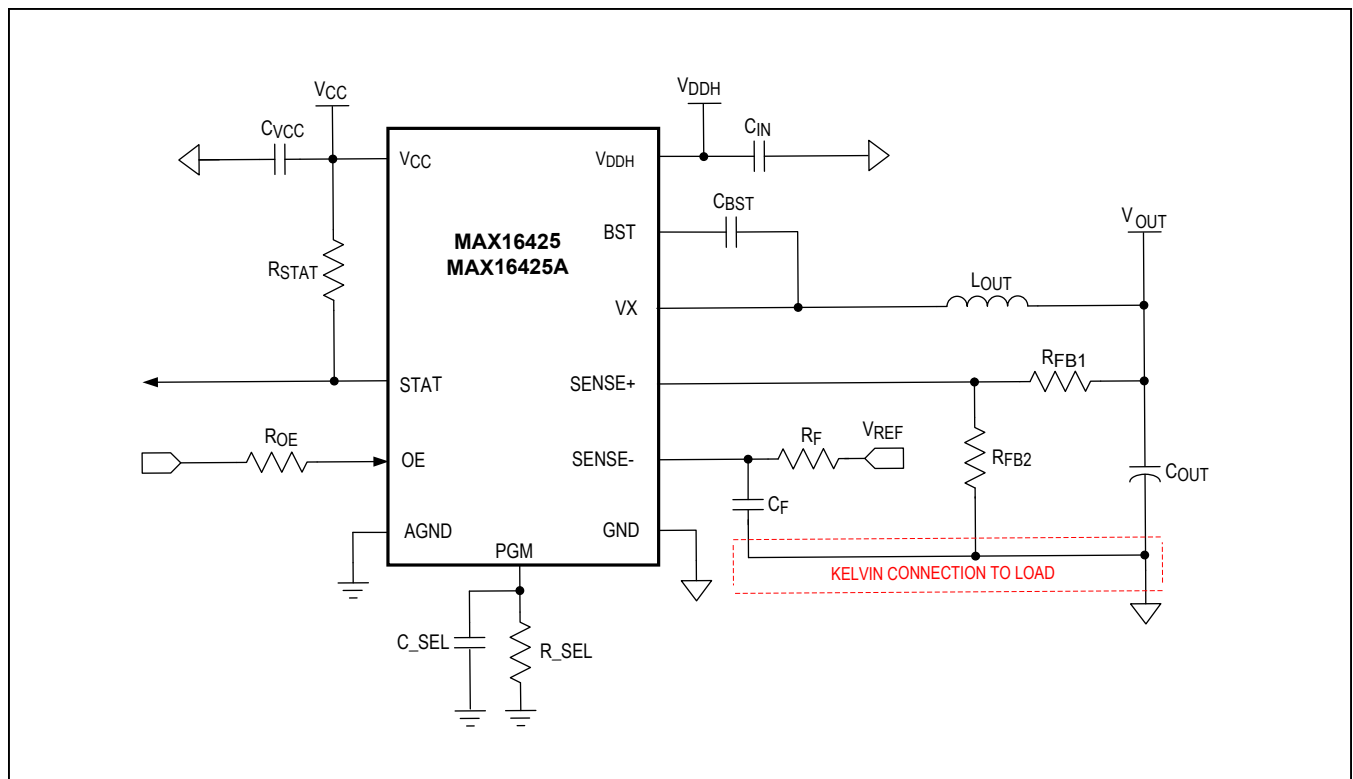 VCC
VDDH
CVCC
CIN
VCC
VDDH
CBST
BST
VOUT
MAX16425
MAX16425A
RSTAT
LOUT
VX
RFB1
STAT
SENSE+
ROE
RF
VREF
OE
SENSE-
RFB2
COUT
CF
AGND
GND
PGM
KELVIN CONNECTION TO LOAD
C_SEL
R_SEL